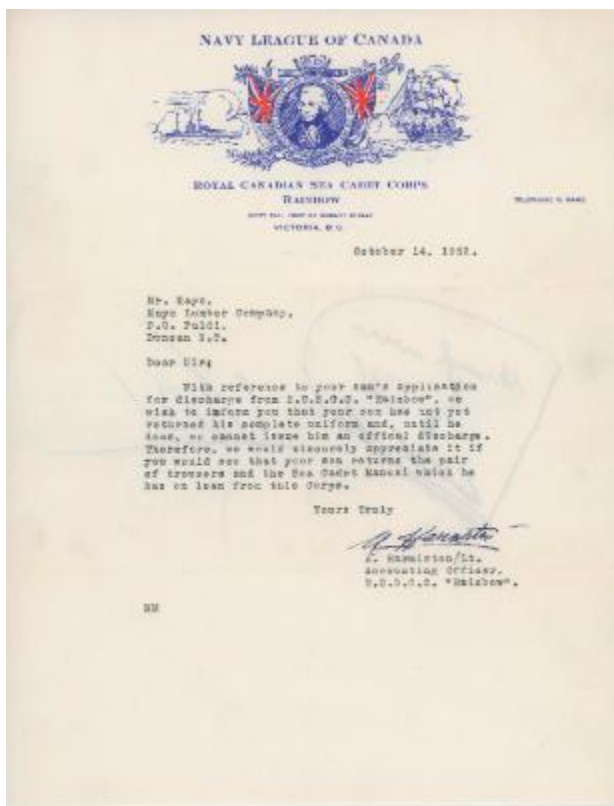 NAVY LEAGUE OF CANADA
ROYAL CANADIAN SEA CADET CORPS
RAINBOW
VICTORIA, B.C.
October 14, 1952.
Mr. Mayo.
Mayo Lumber Company,
P.O. Paldi.
Duncan B.C.
Dear Sir;
With reference to your son's application
for discharge from R.C.S.C.C. "Rainbow", we
wish to inform you that your son has not yet
returned his complete uniform and, until he
does, we cannot issue him an offical discharge.
Therefore, we would sincerely appreciate it if
you would see that your son returns the pair
of trousers and the Sea Cadet Manual which he
has on loan from this Corps.
Yours Truly
Accounting Officer.
R.C.S.C.C. "Rainbow".